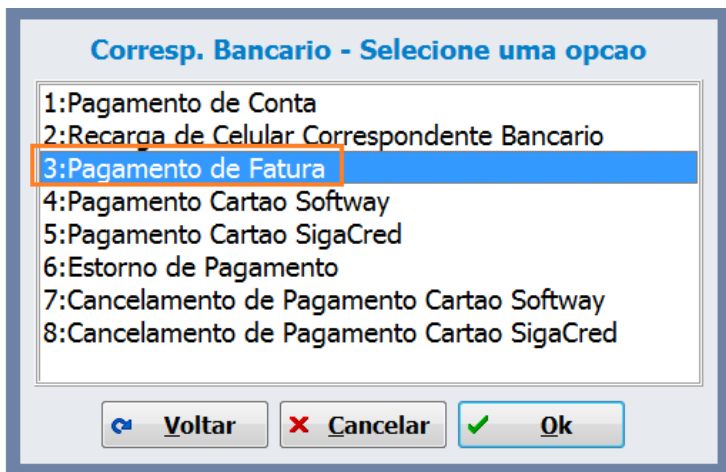 Corresp. Bancario - Selecione uma opcao
1:Pagamento de Conta
2:Recarga de Celular Correspondente Bancario
3:Pagamento de Fatura
4:Pagamento Cartao Softway
5:Pagamento Cartao SigaCred
6:Estorno de Pagamento
7:Cancelamento de Pagamento Cartao Softway
8:Cancelamento de Pagamento Cartao SigaCred
Voltar Cancelar Ok